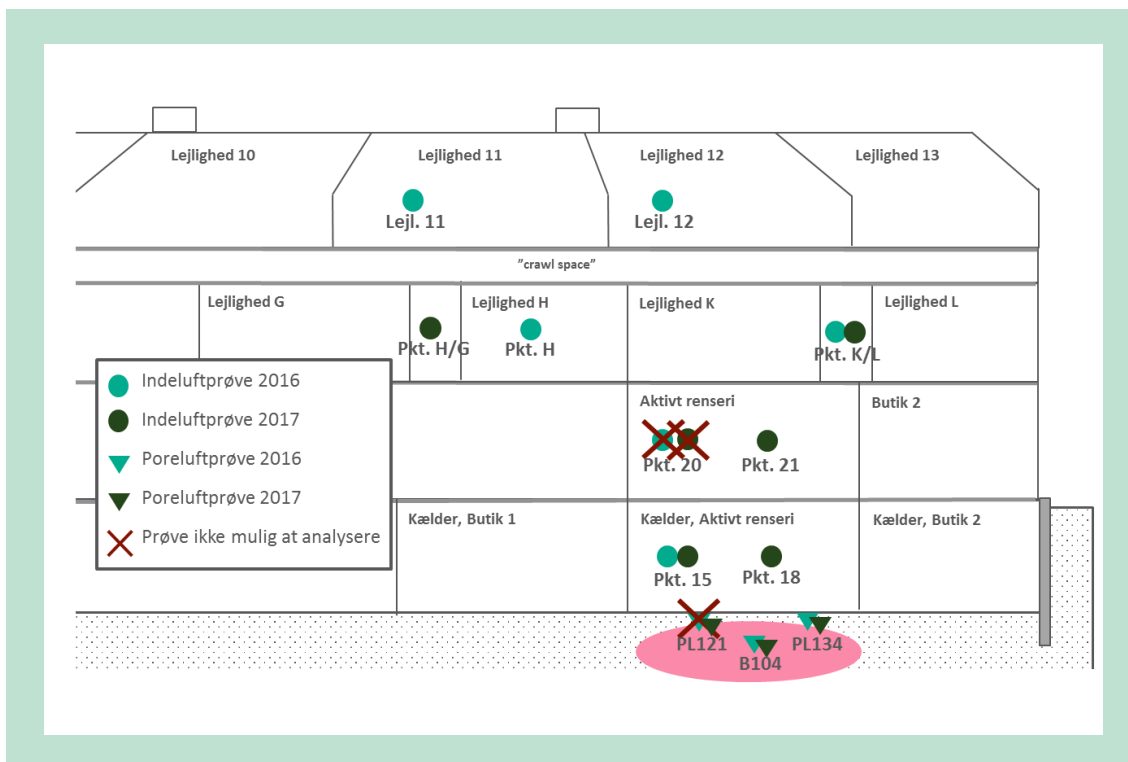 Lejlighed 10
Lejlighed 11
Lejlighed 12
Lejlighed 13
Lejl. 11
Lejl. 12
"crawl space"
Lejlighed G
Lejlighed H
Lejlighed K
Lejlighed L
Pkt. H/G
Pkt. H
Pkt. K/L
Indeluftprøve 2016
Indeluftprøve 2017
Poreluftprøve 2016
Poreluftprøve 2017
Prøve ikke mulig at analysere
Aktivt renseri
Butik 2
Pkt. 20
Pkt. 21
Kælder, Butik 1
Kælder, Aktivt renseri
Kælder, Butik 2
Pkt. 15
Pkt. 18
PL121
B104
PL134